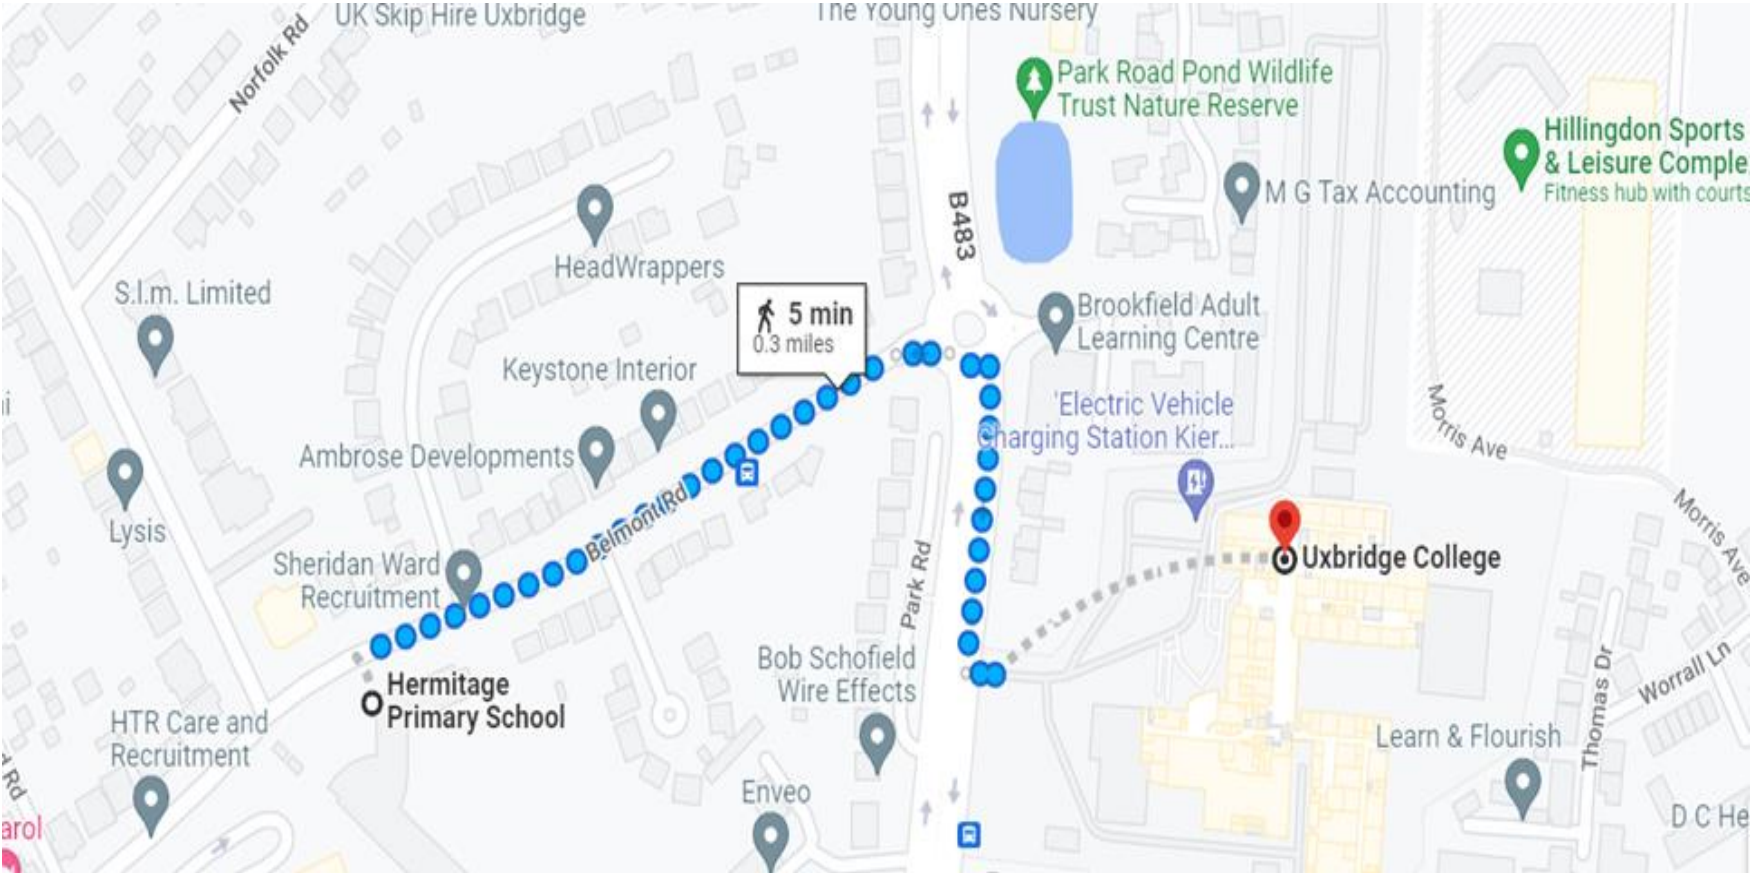 UK Skip Hire Uxbridge
The Young Ones Nursery
Norfolk Rd
Park Road Pond Wildlife
Trust Nature Reserve
Hillingdon Sports
& Leisure Comple
Fitness hub with courts
M G Tax Accounting
B483
HeadWrappers
S.l.m. Limited
5 min
0.3 miles
Brookfield Adult
Learning Centre
Keystone Interior
'Electric Vehicle
Charging Station Kier...
Morris Ave
Ambrose Developments
Lysis
Belmont Rd
Morris Ave
Sheridan Ward
Recruitment
Park Rd
Uxbridge College
Hermitage
Primary School
Bob Schofield
Wire Effects
Worrall Ln
Thomas Dr
HTR Care and
Recruitment
Learn & Flourish
Rd
Enveo
arol
D C He